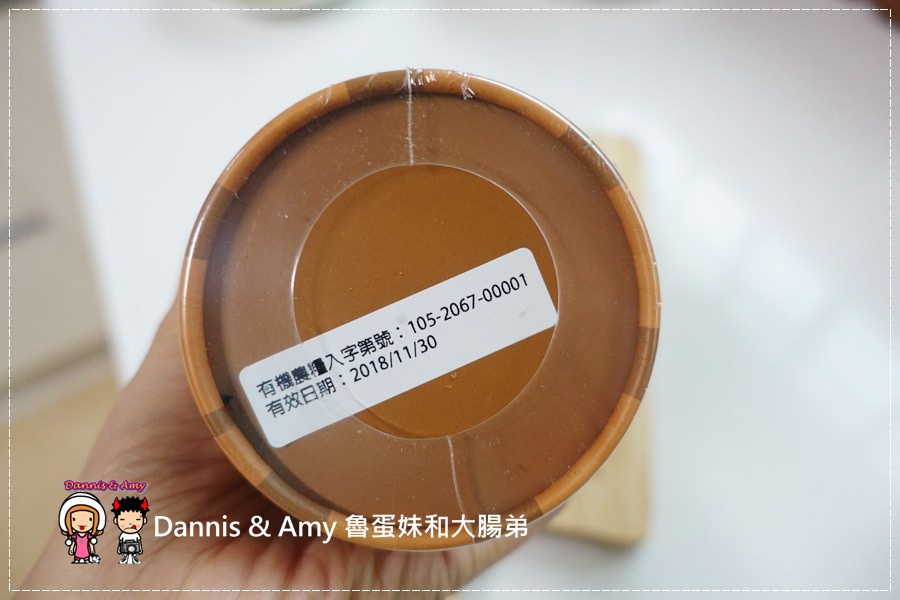 有機農糧入字第號：105-2067-00001
有效日期：2018/11/30
Dannis & Amy
Dannis & Amy 魯蛋妹和大腸弟